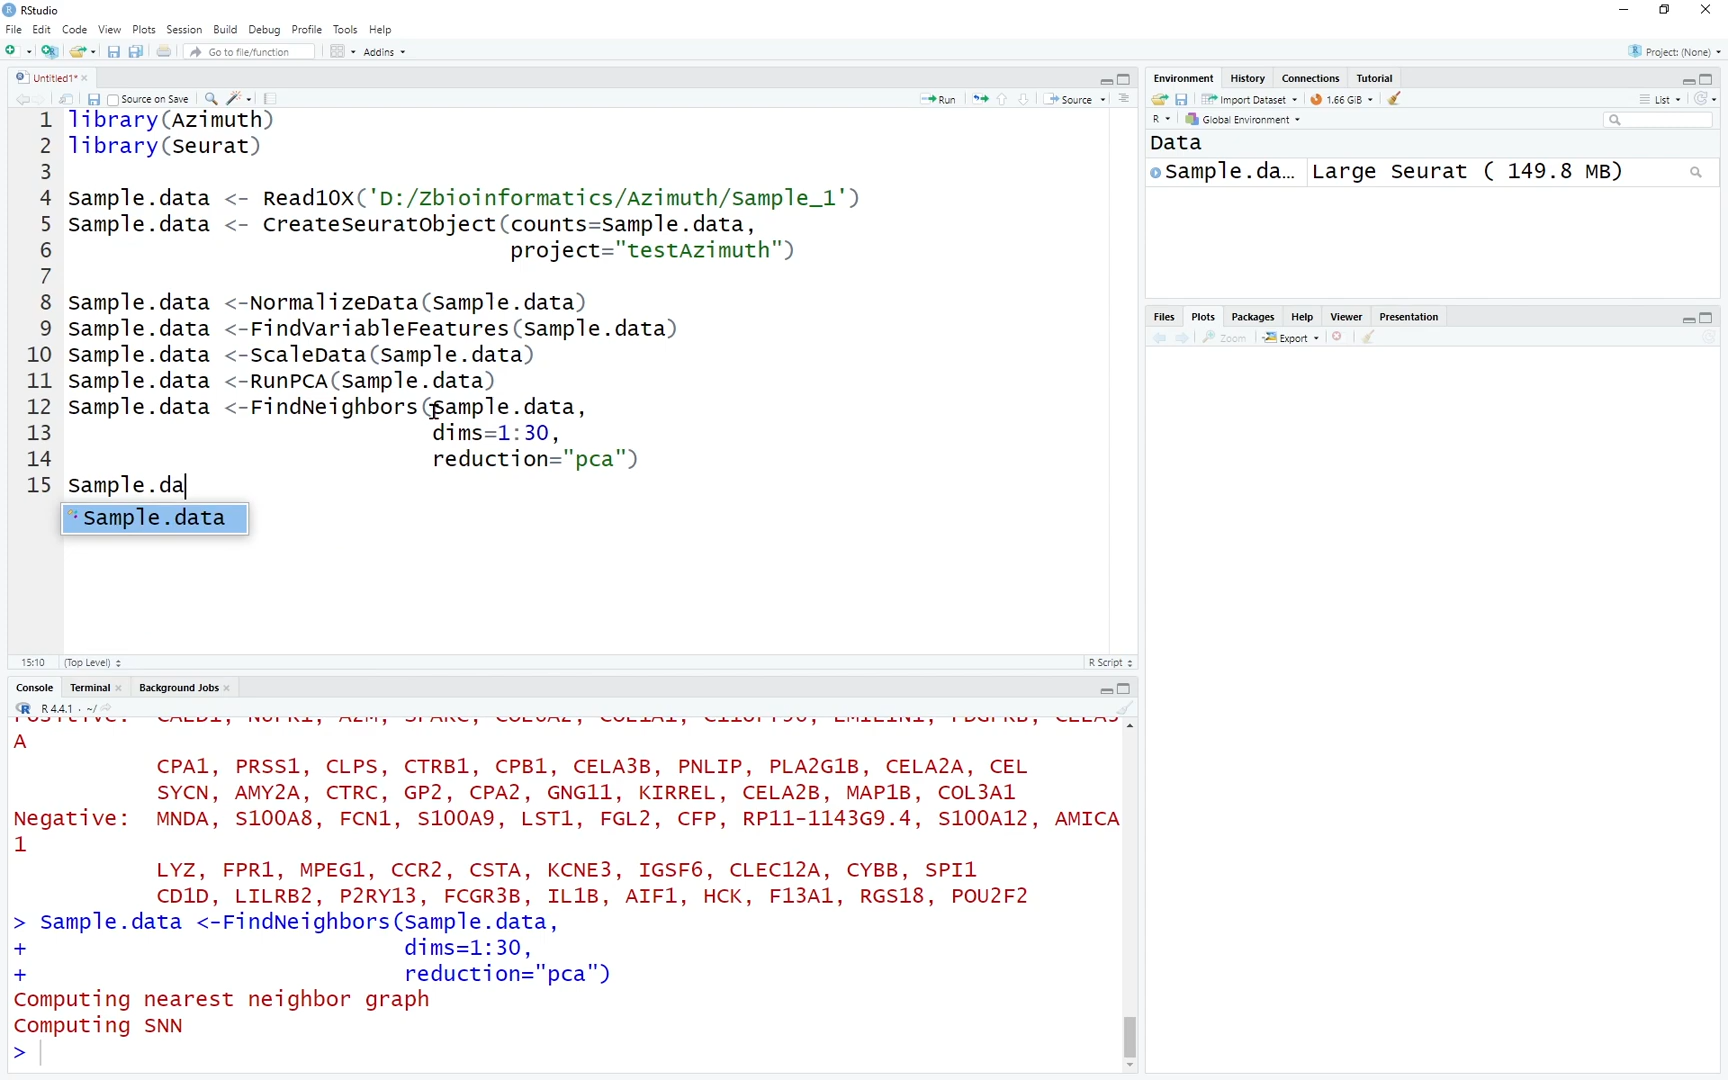 RStudio
File Edit Code View Plots Session Build Debug Profile Tools Help
Go to file/function Addins Project: (None)
Untitled1*
Source on Save Run Source
1 library(Azimuth)
2 library(Seurat)
3
4 Sample.data <- Read10X('D:/Zbioinformatics/Azimuth/Sample_1')
5 Sample.data <- CreateSeuratObject(counts=Sample.data,
6 project="testAzimuth")
7
8 Sample.data <-NormalizeData(Sample.data)
9 Sample.data <-FindVariableFeatures(Sample.data)
10 Sample.data <-ScaleData(Sample.data)
11 Sample.data <-RunPCA(Sample.data)
12 Sample.data <-FindNeighbors(Sample.data,
13 dims=1:30,
14 reduction="pca")
15 Sample.da
Sample.data
15:10 (Top Level) R Script
Console Terminal Background Jobs
R 4.4.1 · ~/
A
CPA1, PRSS1, CLPS, CTRB1, CPB1, CELA3B, PNLIP, PLA2G1B, CELA2A, CEL
SYCN, AMY2A, CTRC, GP2, CPA2, GNG11, KIRREL, CELA2B, MAP1B, COL3A1
Negative: MNDA, S100A8, FCN1, S100A9, LST1, FGL2, CFP, RP11-1143G9.4, S100A12, AMICA
1
LYZ, FPR1, MPEG1, CCR2, CSTA, KCNE3, IGSF6, CLEC12A, CYBB, SPI1
CD1D, LILRB2, P2RY13, FCGR3B, IL1B, AIF1, HCK, F13A1, RGS18, POU2F2
> Sample.data <-FindNeighbors(Sample.data,
+ dims=1:30,
+ reduction="pca")
Computing nearest neighbor graph
Computing SNN
>
Environment History Connections Tutorial
Import Dataset 1.66 GiB List
R Global Environment
Data
Sample.da... Large Seurat ( 149.8 MB)
Files Plots Packages Help Viewer Presentation
Zoom Export